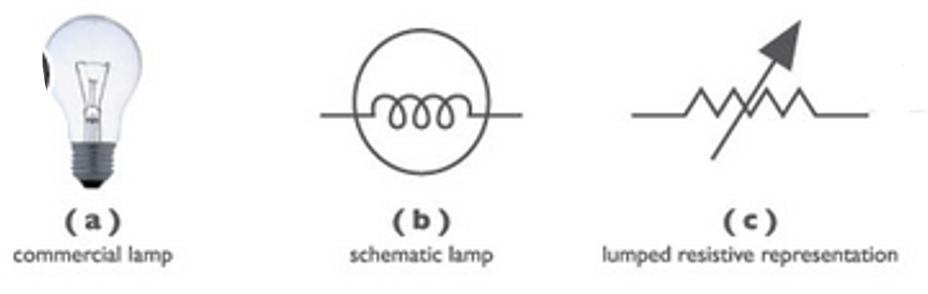 (a)
(b)
(c)
commercial lamp
schematic lamp
lumped resistive representation